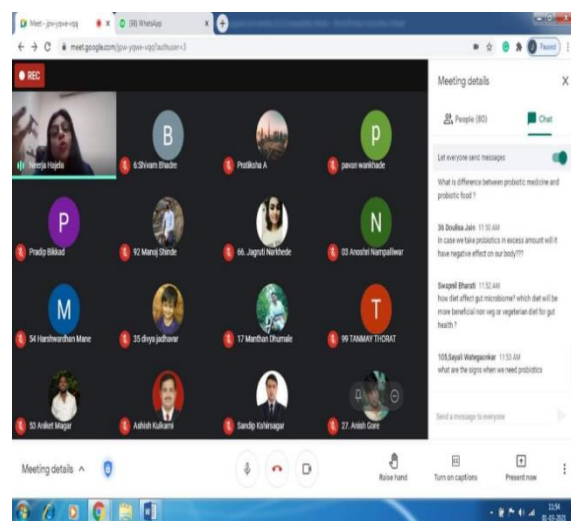 Meet - jpw-yqwe-vqq
(98) WhatsApp
meet.google.com/jpw-yqwe-vqq?authuser=3
Paused
REC
Neerja Hajela
6.Shivam Bhadre
Pratiksha A
pavan wankhade
Pradip Bikkad
92 Manoj Shinde
66. Jagruti Narkhede
03 Anoshri Nampalliwar
54 Harshwardhan Mane
35 divya jadhavar
17 Manthan Dhumale
99 TANMAY THORAT
53 Aniket Magar
Ashish Kulkarni
Sandip Kshirsagar
27. Anish Gore
B
P
P
N
M
T
Meeting details
People (80)
Chat
Let everyone send messages
What is difference between probiotic medicine and
probiotic food ?
36 Doulisa Jain 11:50 AM
In case we take probiotics in excess amount will it
have negative effect on our body???
Swapnil Bharati 11:52 AM
how diet affect gut microbiome? which diet will be
more beneficial non veg or vegeterian diet for gut
health ?
105,Sayali Wategaonkar 11:53 AM
what are the signs when we need probiotics
Send a message to everyone
Meeting details
Raise hand
Turn on captions
Present now
11:54
01-03-2021